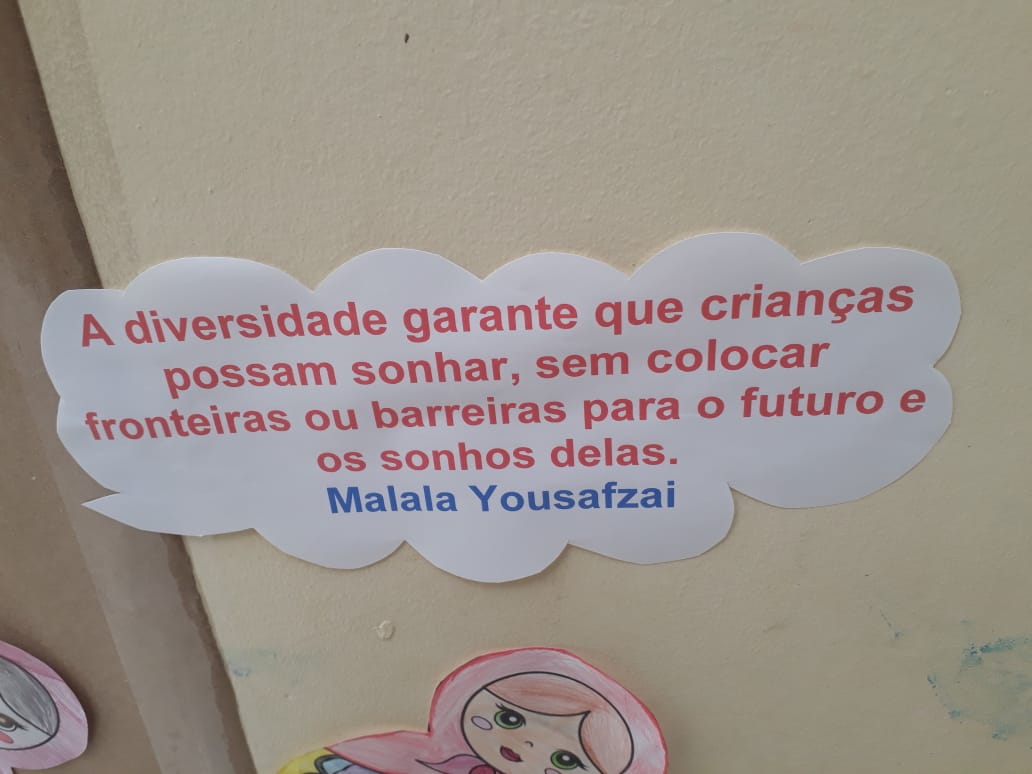 A diversidade garante que crianças
possam sonhar, sem colocar
fronteiras ou barreiras para o futuro e
os sonhos delas.
Malala Yousafzai